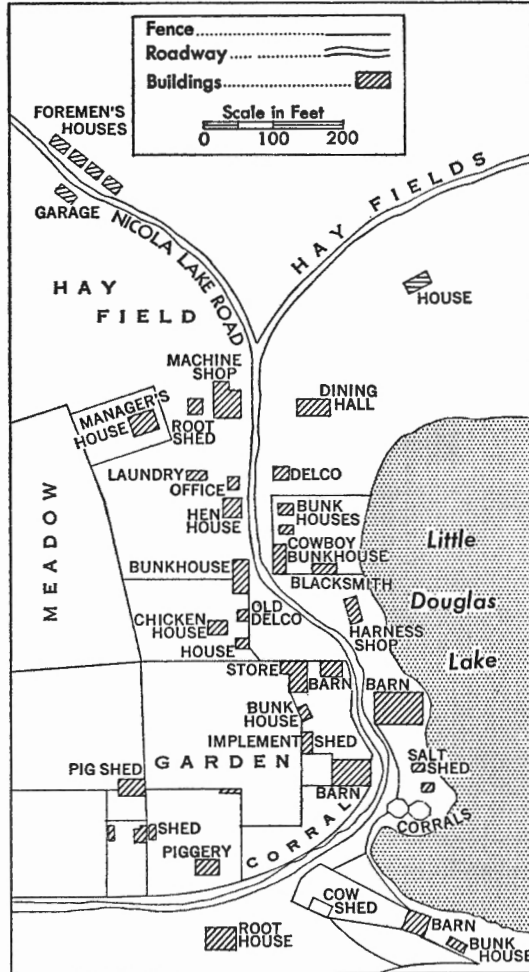 Fence
Roadway
Buildings
Scale in Feet
0 100 200
FOREMEN'S
HOUSES
GARAGE
NICOLA LAKE ROAD
HAY FIELDS
HAY
FIELD
HOUSE
MACHINE
SHOP
MANAGER'S
HOUSE
ROOT
SHED
DINING
HALL
MEADOW
LAUNDRY
OFFICE
HEN
HOUSE
DELCO
BUNK
HOUSES
COWBOY
BUNKHOUSE
BLACKSMITH
Little
Douglas
Lake
BUNKHOUSE
OLD
DELCO
CHICKEN
HOUSE
HOUSE
HARNESS
SHOP
STORE
BARN
BARN
BUNK
HOUSE
IMPLEMENT SHED
GARDEN
BARN
SALT
SHED
CORRALS
PIG SHED
SHED
PIGGERY
CORRAL
COW
SHED
BARN
BUNK
HOUSE
ROOT
HOUSE